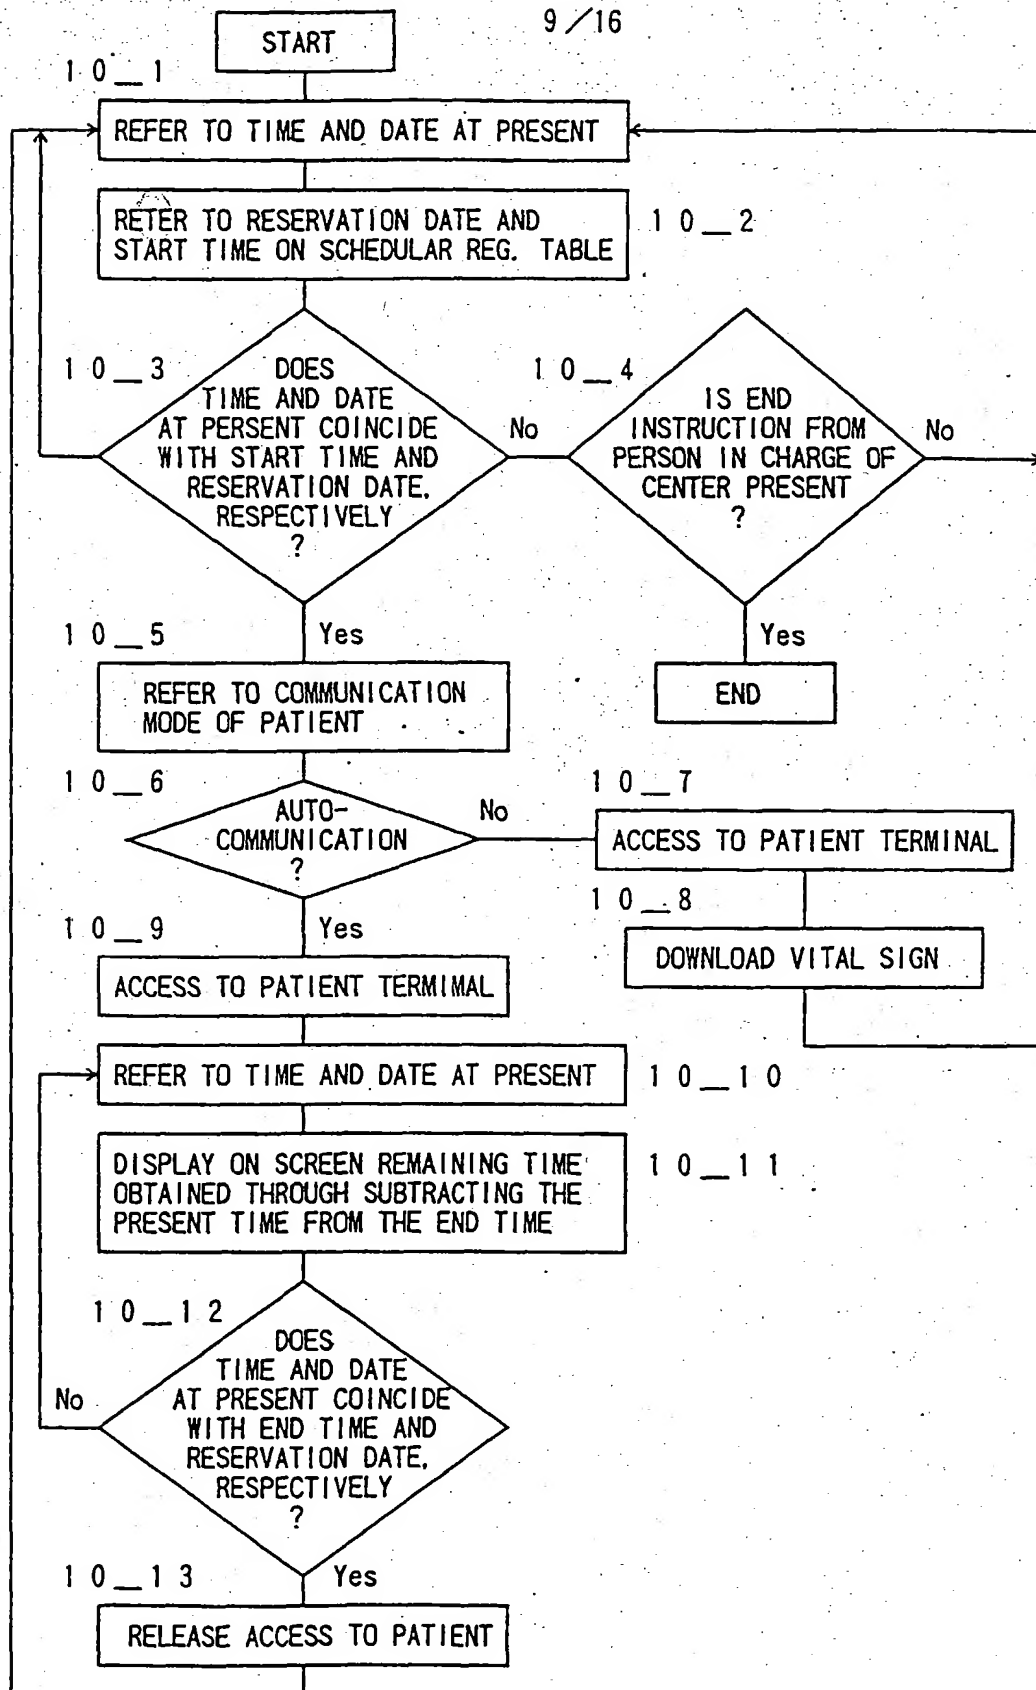 9/16
START
10_1
REFER TO TIME AND DATE AT PRESENT
RETER TO RESERVATION DATE AND
START TIME ON SCHEDULAR REG. TABLE
10_2
10_3
DOES
TIME AND DATE
AT PERSENT COINCIDE
WITH START TIME AND
RESERVATION DATE,
RESPECTIVELY
?
No
10_4
IS END
INSTRUCTION FROM
PERSON IN CHARGE OF
CENTER PRESENT
?
No
10_5
Yes
Yes
REFER TO COMMUNICATION
MODE OF PATIENT
END
10_6
AUTO-
COMMUNICATION
?
No
10_7
ACCESS TO PATIENT TERMINAL
10_8
DOWNLOAD VITAL SIGN
10_9
Yes
ACCESS TO PATIENT TERMIMAL
REFER TO TIME AND DATE AT PRESENT
10_10
DISPLAY ON SCREEN REMAINING TIME
OBTAINED THROUGH SUBTRACTING THE
PRESENT TIME FROM THE END TIME
10_11
10_12
DOES
TIME AND DATE
AT PRESENT COINCIDE
WITH END TIME AND
RESERVATION DATE,
RESPECTIVELY
?
No
10_13
Yes
RELEASE ACCESS TO PATIENT